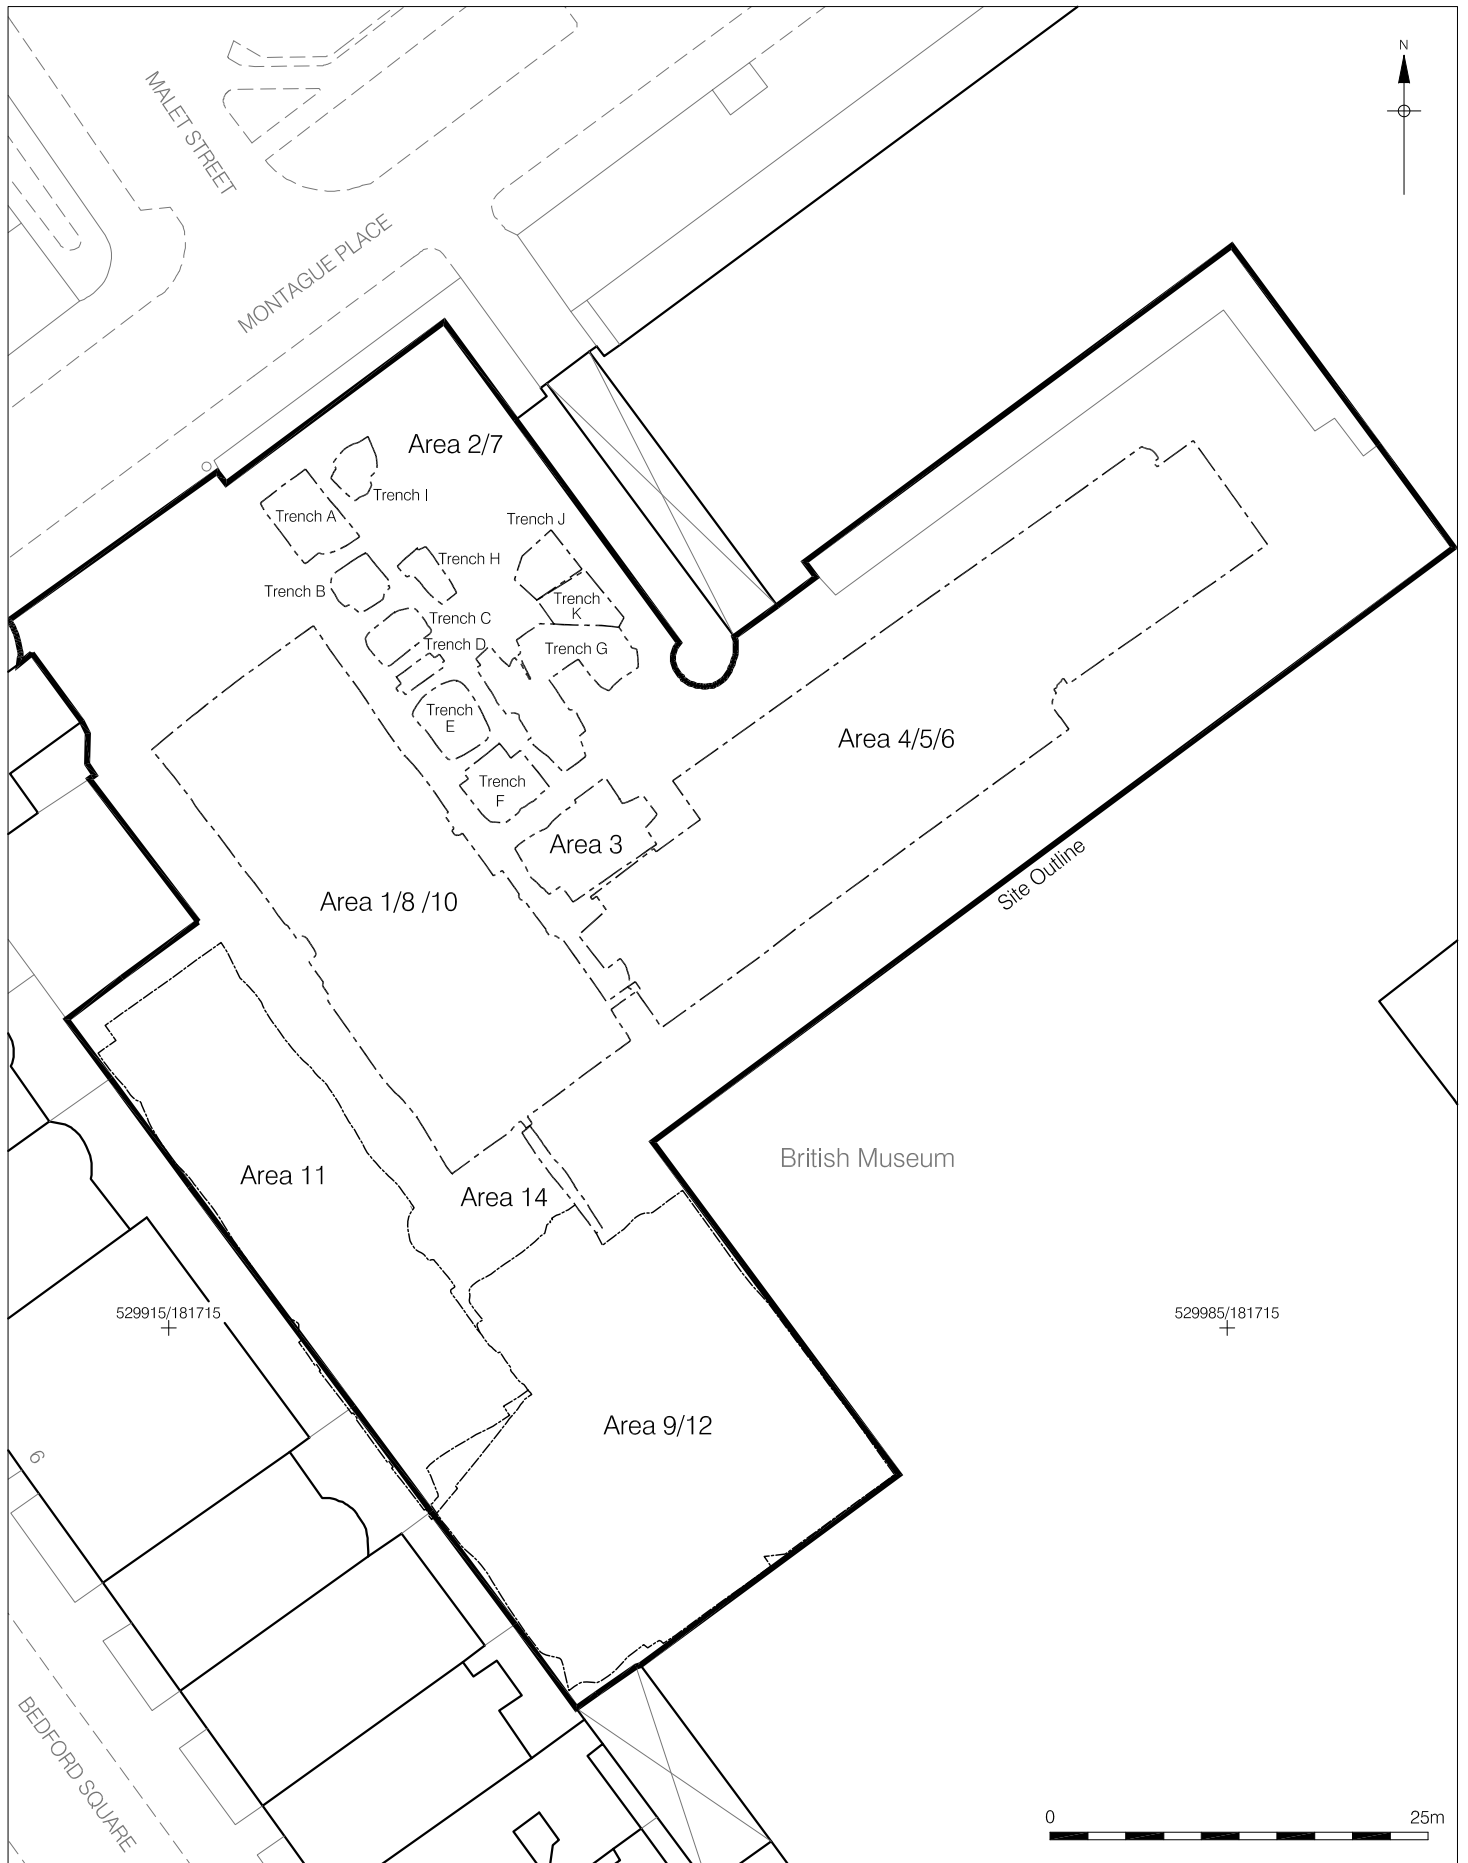 N
MALET STREET
MONTAGUE PLACE
Area 2/7
Trench I
Trench A
Trench J
Trench H
Trench B
Trench
K
Trench C
Trench D
Trench G
Trench
E
Area 4/5/6
Trench
F
Area 3
Site Outline
Area 1/8 /10
British Museum
Area 11
Area 14
529915/181715
529985/181715
Area 9/12
6
BEDFORD SQUARE
0
25m